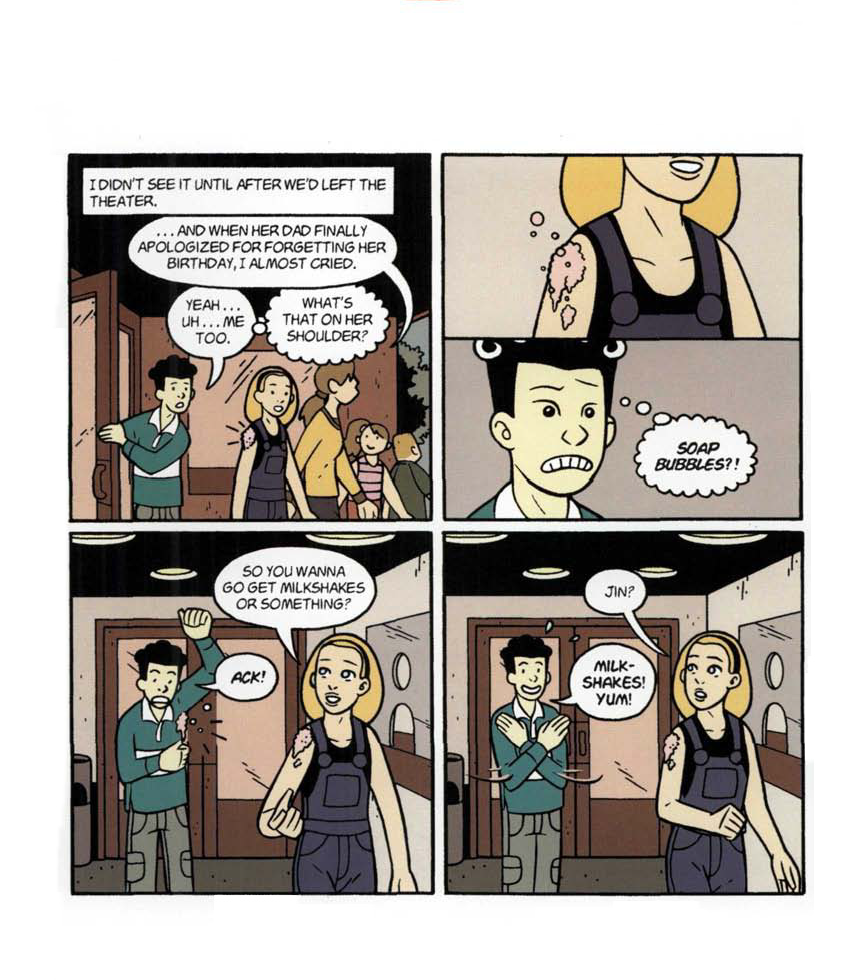 I DIDN'T SEE IT UNTIL AFTER WE'D LEFT THE
THEATER.
...AND WHEN HER DAD FINALLY
APOLOGIZED FOR FORGETTING HER
BIRTHDAY, I ALMOST CRIED.
YEAH...
UH...ME
TOO.
WHAT'S
THAT ON HER
SHOULDER?
SOAP
BUBBLES?!
SO YOU WANNA
GO GET MILKSHAKES
OR SOMETHING?
ACK!
JIN?
MILK-
SHAKES!
YUM!